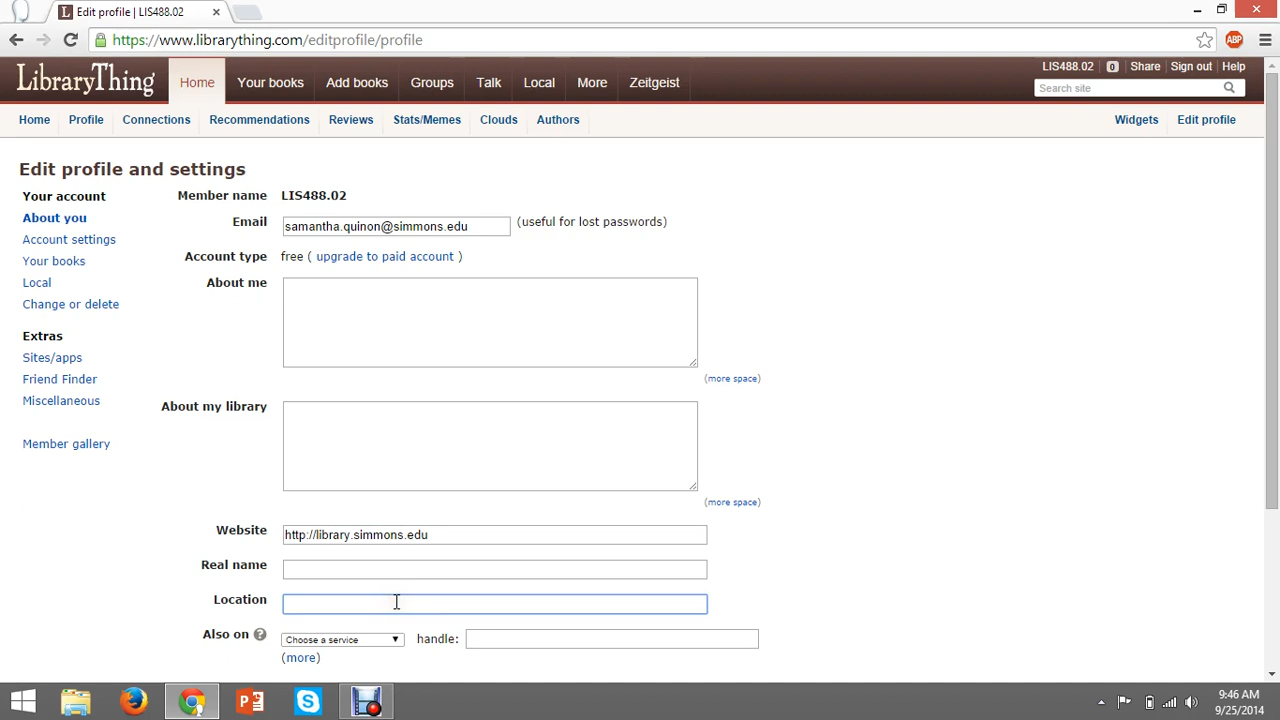 Edit profile | LIS488.02
https://www.librarything.com/editprofile/profile
ABP
LibraryThing
Home Your books Add books Groups Talk Local More Zeitgeist
LIS488.02 0 Share Sign out Help
Search site
Home Profile Connections Recommendations Reviews Stats/Memes Clouds Authors Widgets Edit profile
Edit profile and settings
Your account
About you
Account settings
Your books
Local
Change or delete
Extras
Sites/apps
Friend Finder
Miscellaneous
Member gallery
Member name LIS488.02
Email samantha.quinon@simmons.edu (useful for lost passwords)
Account type free ( upgrade to paid account )
About me
(more space)
About my library
(more space)
Website http://library.simmons.edu
Real name
Location
Also on ? Choose a service handle:
(more)
9:46 AM
9/25/2014